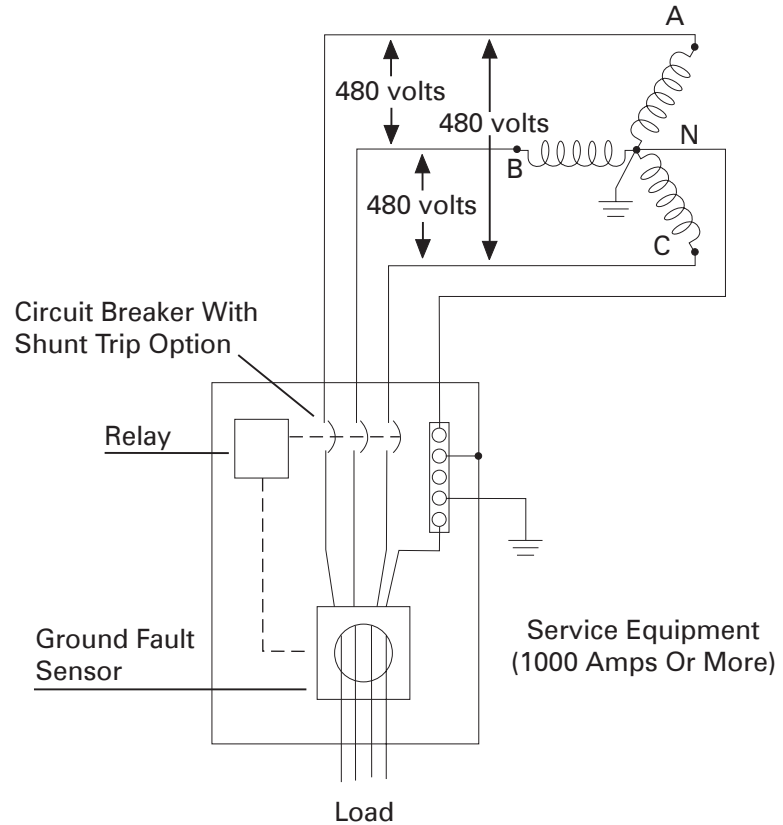 A
480 volts
480 volts
N
B
480 volts
C
Circuit Breaker With
Shunt Trip Option
Relay
Ground Fault
Sensor
Service Equipment
(1000 Amps Or More)
Load